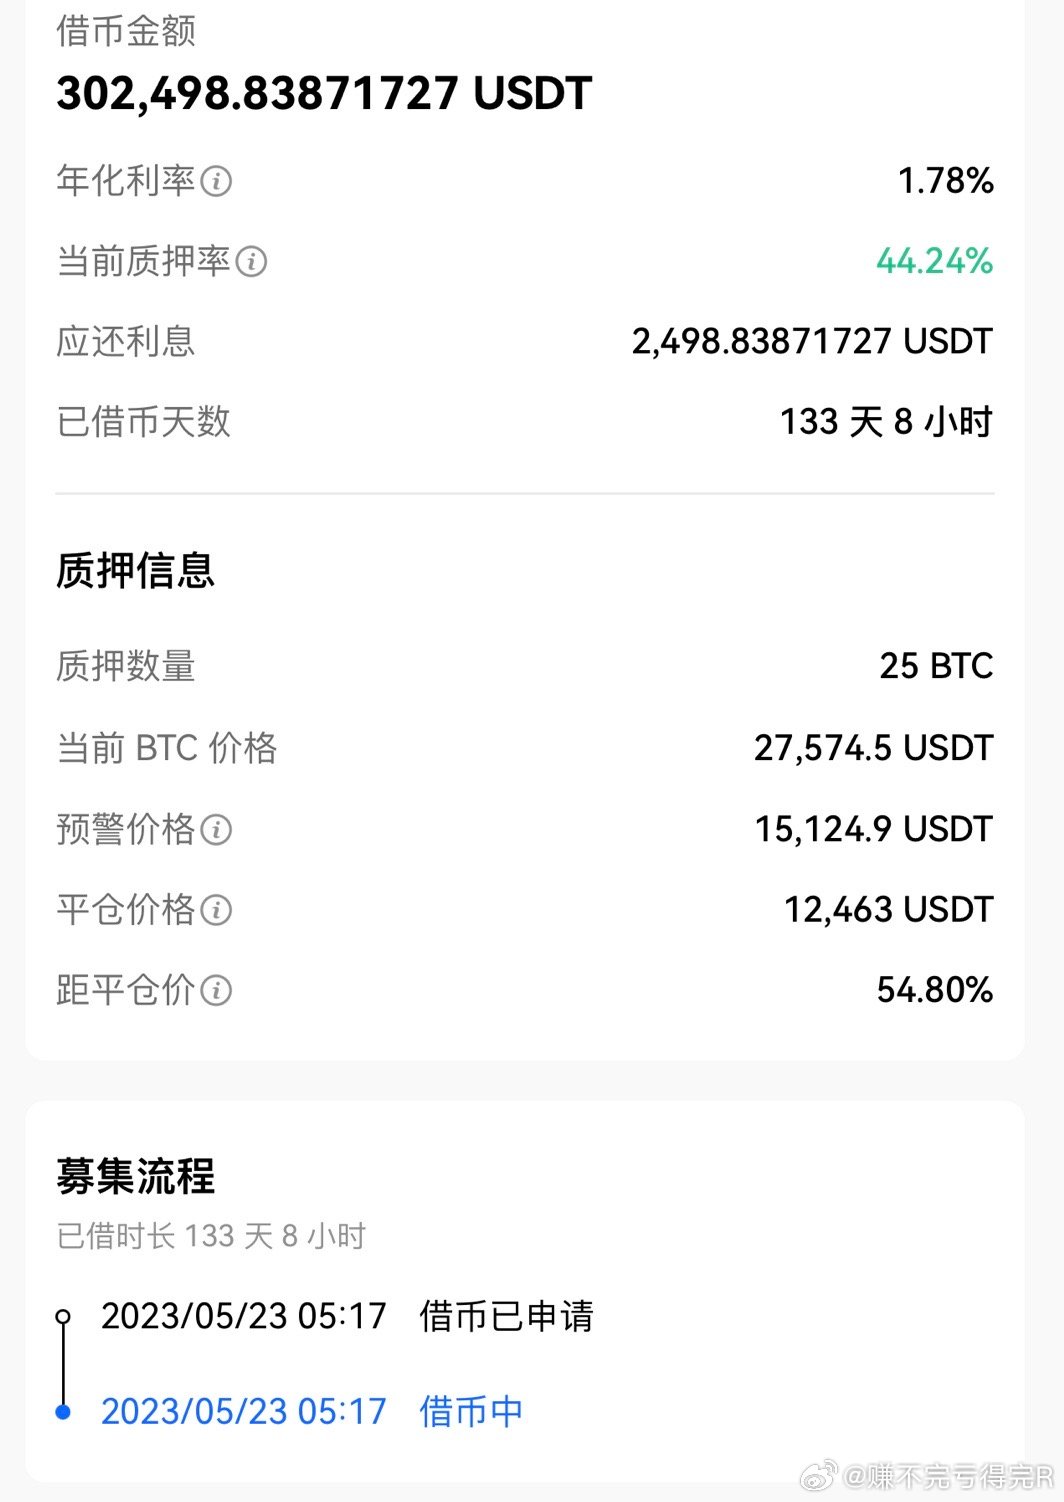 借币金额
302,498.83871727 USDT
年化利率 1.78%
当前质押率 44.24%
应还利息 2,498.83871727 USDT
已借币天数 133 天 8 小时
质押信息
质押数量 25 BTC
当前 BTC 价格 27,574.5 USDT
预警价格 15,124.9 USDT
平仓价格 12,463 USDT
距平仓价 54.80%
募集流程
已借时长 133 天 8 小时
2023/05/23 05:17 借币已申请
2023/05/23 05:17 借币中
@赚不完亏得完R